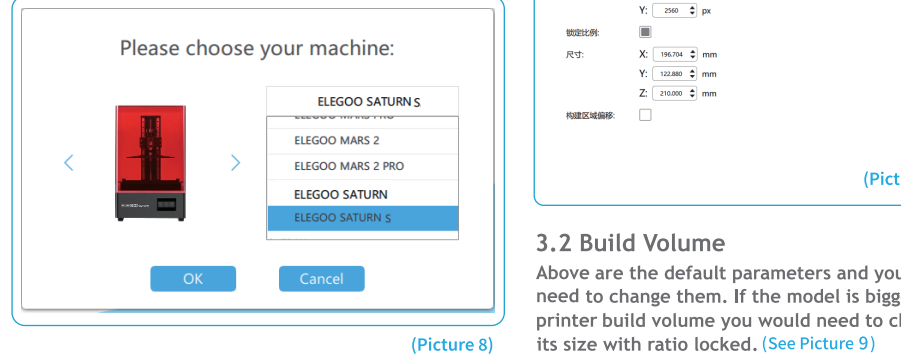 Please choose your machine:
ELEGOO SATURN S
ELEGOO MARS PRO
ELEGOO MARS 2
ELEGOO MARS 2 PRO
ELEGOO SATURN
ELEGOO SATURN S
OK
Cancel
(Picture 8)
Y: 2560 px
锁定比例:
尺寸: X: 196.704 mm
Y: 122.880 mm
Z: 210.000 mm
构建区域偏移:
(Pict
3.2 Build Volume
Above are the default parameters and you
need to change them. If the model is bigg
printer build volume you would need to cl
its size with ratio locked. (See Picture 9)